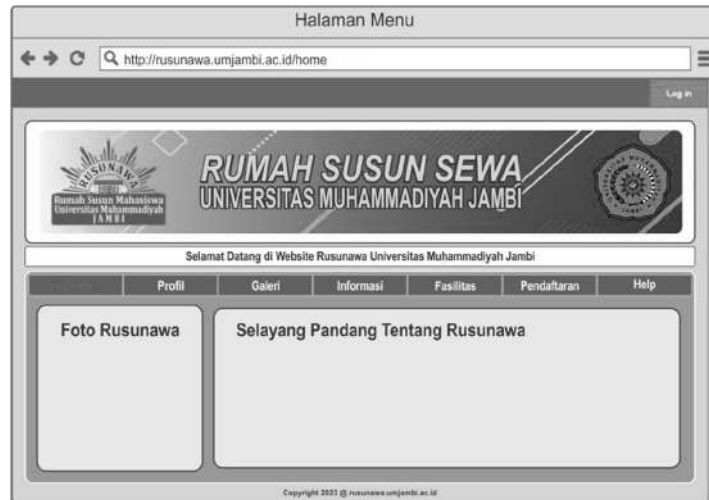 Halaman Menu
http://rusunawa.umjambi.ac.id/home
Log in
RUSUNAWA
Rumah Susun Mahasiswa
Universitas Muhammadiyah
JAMBI
RUMAH SUSUN SEWA
UNIVERSITAS MUHAMMADIYAH JAMBI
Selamat Datang di Website Rusunawa Universitas Muhammadiyah Jambi
Profil Galeri Informasi Fasilitas Pendaftaran Help
Foto Rusunawa
Selayang Pandang Tentang Rusunawa
Copyright 2023 @ rusunawa.umjambi.ac.id